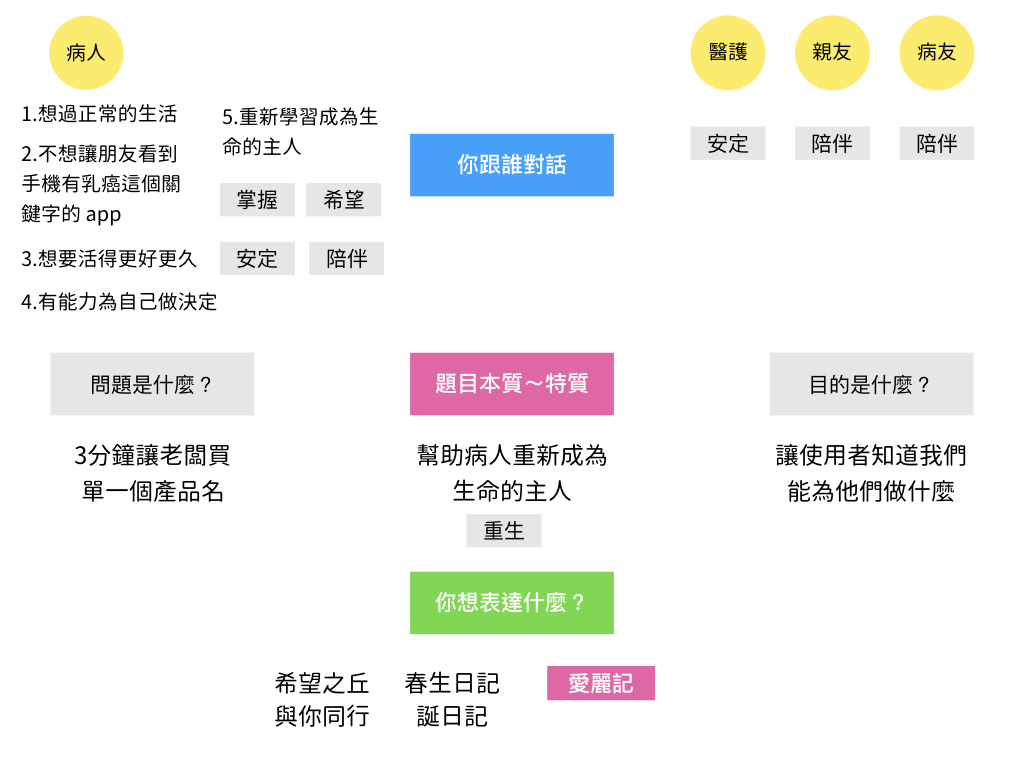 病人
1.想過正常的生活
2.不想讓朋友看到
手機有乳癌這個關
鍵字的 app
3.想要活得更好更久
4.有能力為自己做決定
5.重新學習成為生
命的主人
掌握
希望
安定
陪伴
你跟誰對話
醫護
親友
病友
安定
陪伴
陪伴
問題是什麼？
3分鐘讓老闆買
單一個產品名
題目本質～特質
幫助病人重新成為
生命的主人
重生
目的是什麼？
讓使用者知道我們
能為他們做什麼
你想表達什麼？
希望之丘
與你同行
春生日記
誕日記
愛麗記